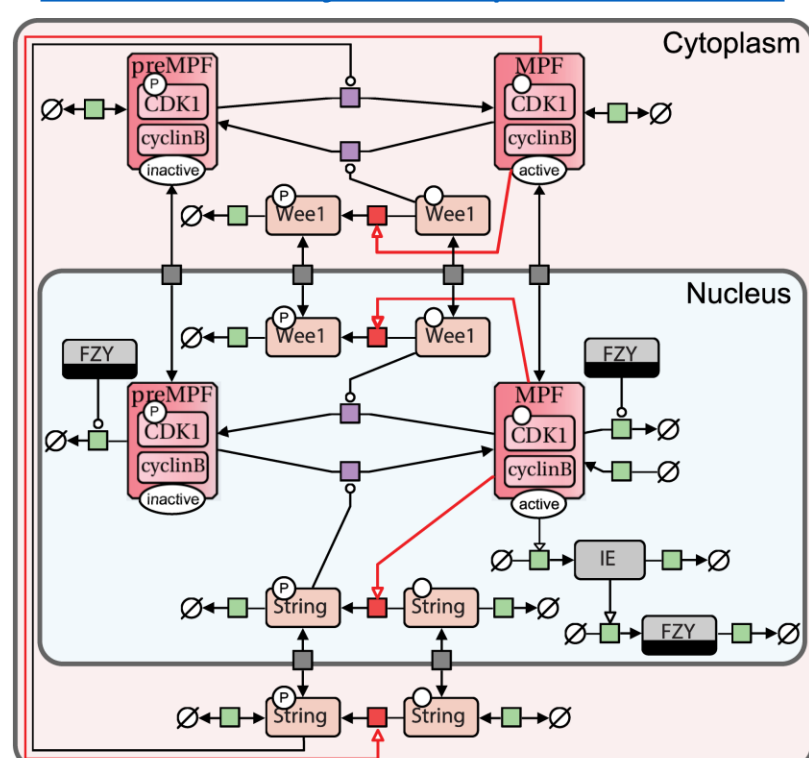 Cytoplasm
preMPF
P
CDK1
cyclinB
inactive
MPF
CDK1
cyclinB
active
P
Wee1
Wee1
Nucleus
P
Wee1
Wee1
FZY
FZY
preMPF
P
CDK1
cyclinB
inactive
MPF
CDK1
cyclinB
active
IE
P
String
String
FZY
P
String
String